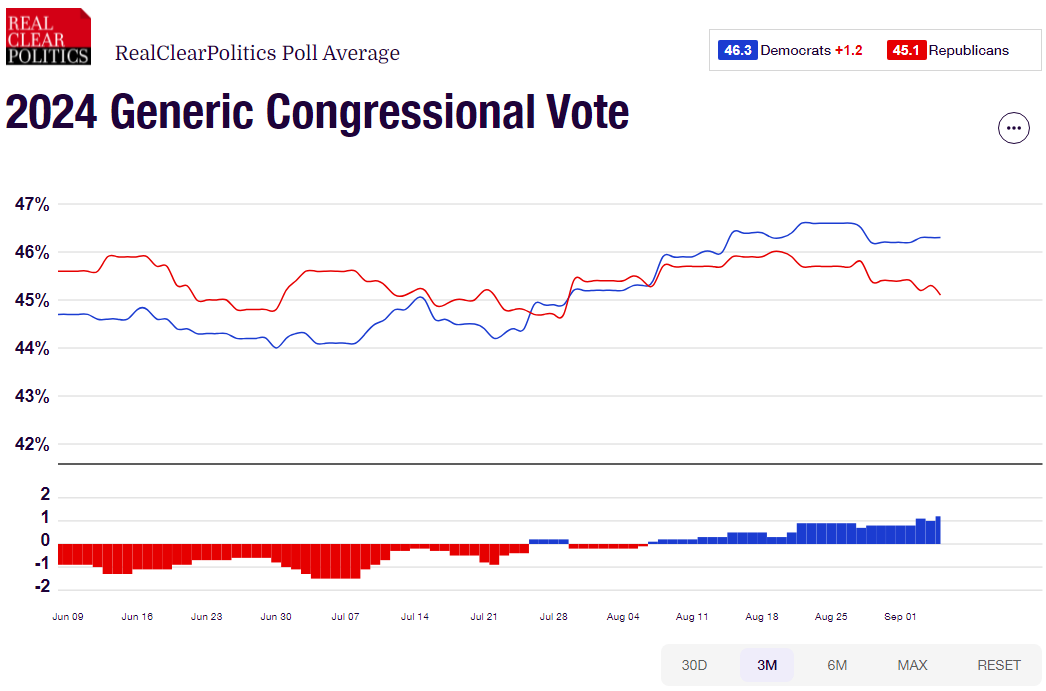 REAL
CLEAR
POLITICS
RealClearPolitics Poll Average
46.3 Democrats +1.2 45.1 Republicans
2024 Generic Congressional Vote
47%
46%
45%
44%
43%
42%
2
1
0
-1
-2
Jun 09 Jun 16 Jun 23 Jun 30 Jul 07 Jul 14 Jul 21 Jul 28 Aug 04 Aug 11 Aug 18 Aug 25 Sep 01
30D 3M 6M MAX RESET